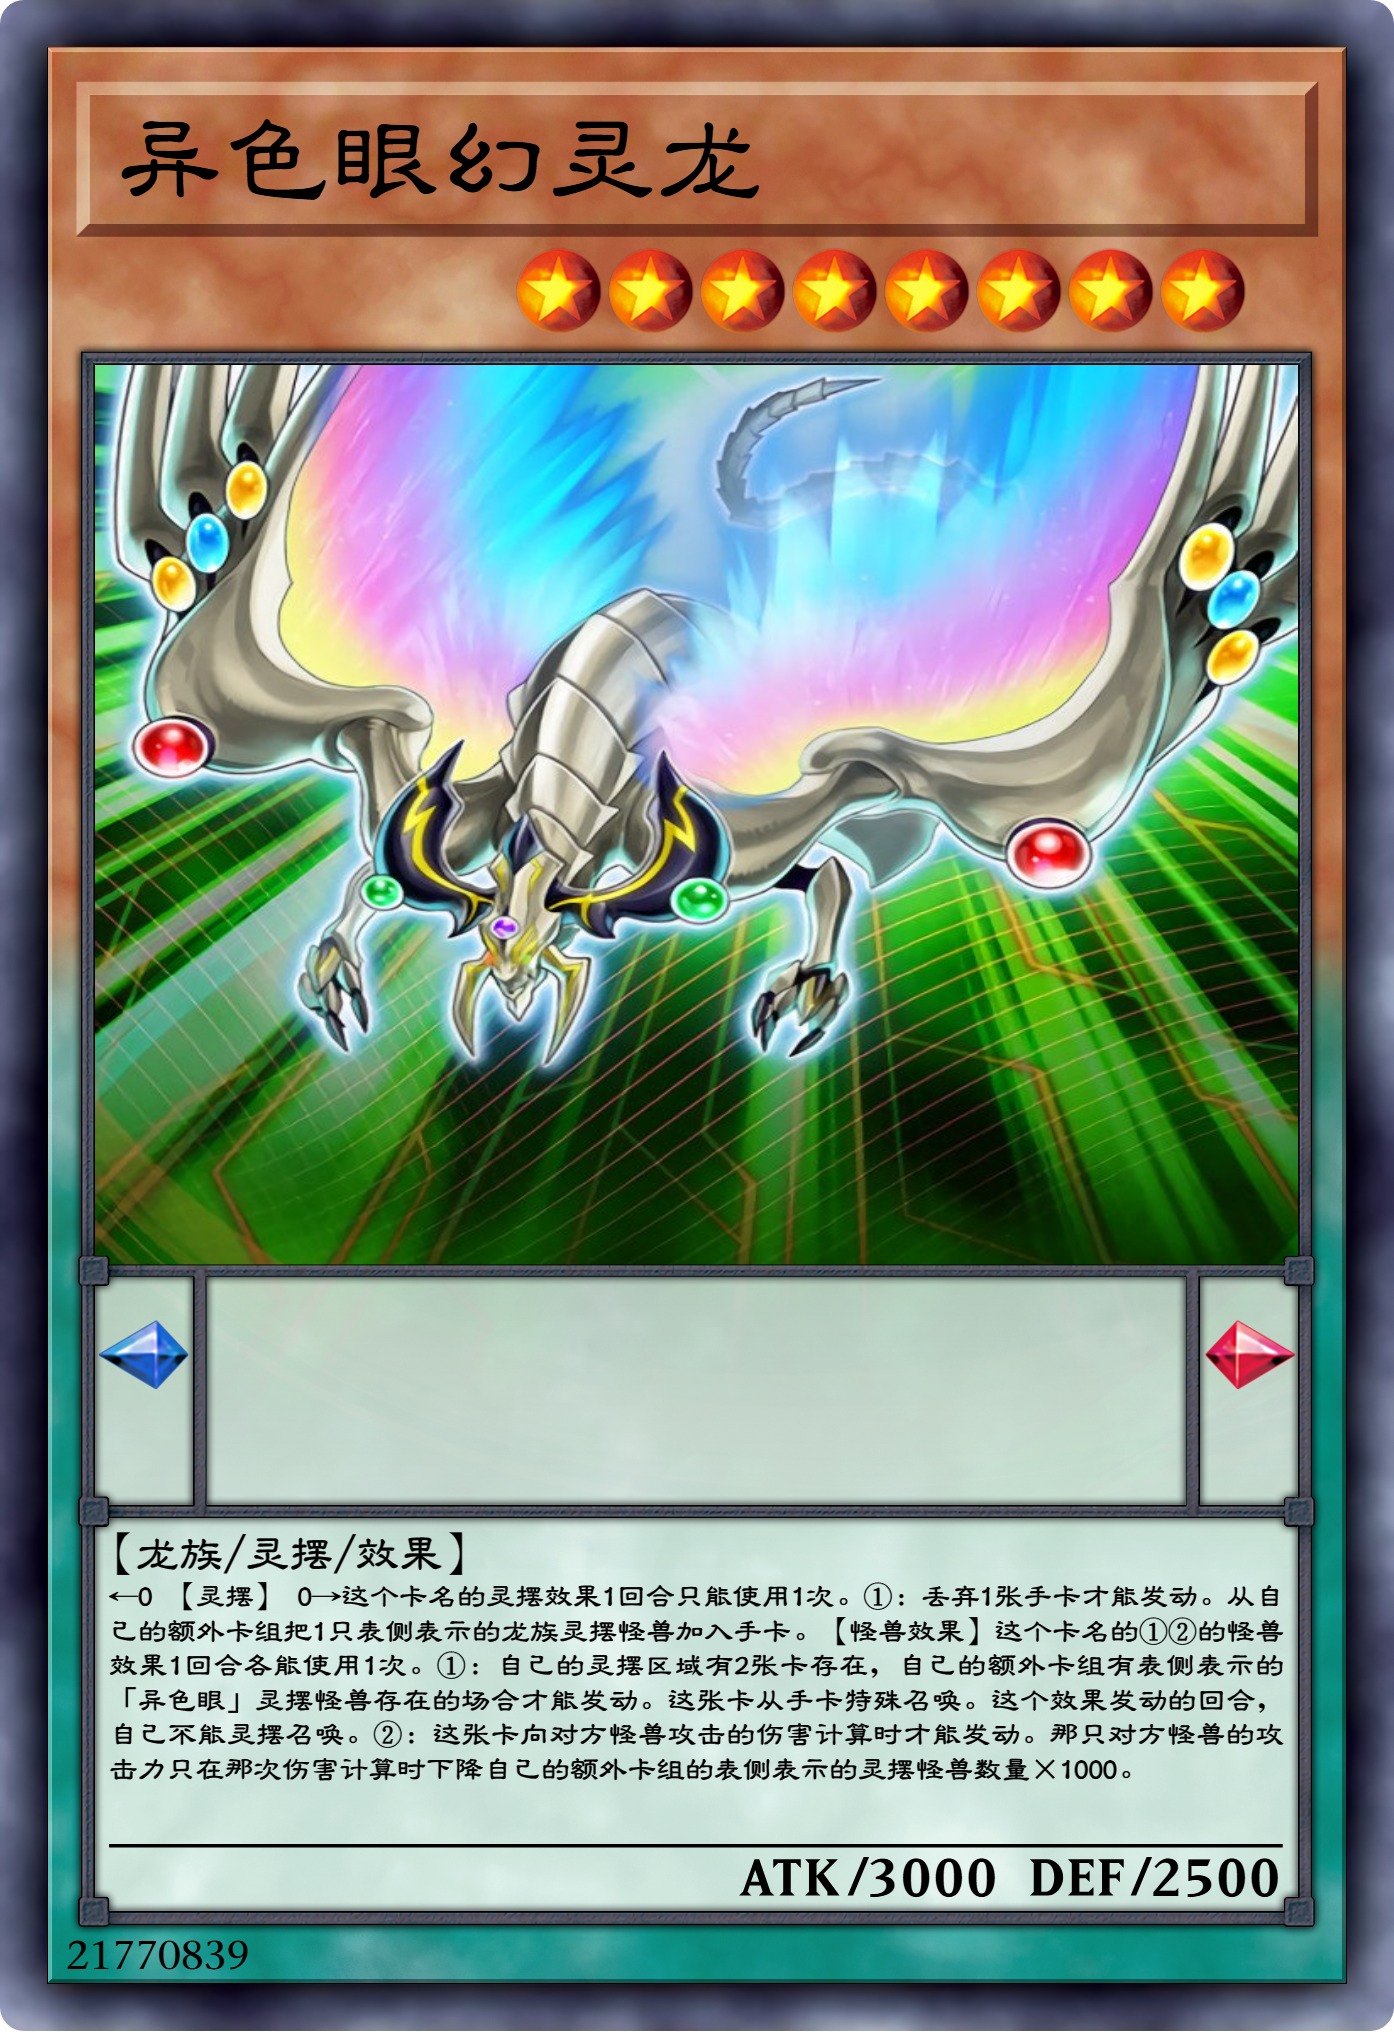 异色眼幻灵龙
【龙族/灵摆/效果】
←0 【灵摆】 0→这个卡名的灵摆效果1回合只能使用1次。①：丢弃1张手卡才能发动。从自
己的额外卡组把1只表侧表示的龙族灵摆怪兽加入手卡。【怪兽效果】这个卡名的①②的怪兽
效果1回合各能使用1次。①：自己的灵摆区域有2张卡存在，自己的额外卡组有表侧表示的
「异色眼」灵摆怪兽存在的场合才能发动。这张卡从手卡特殊召唤。这个效果发动的回合，
自己不能灵摆召唤。②：这张卡向对方怪兽攻击的伤害计算时才能发动。那只对方怪兽的攻
击力只在那次伤害计算时下降自己的额外卡组的表侧表示的灵摆怪兽数量×1000。
ATK/3000 DEF/2500
21770839